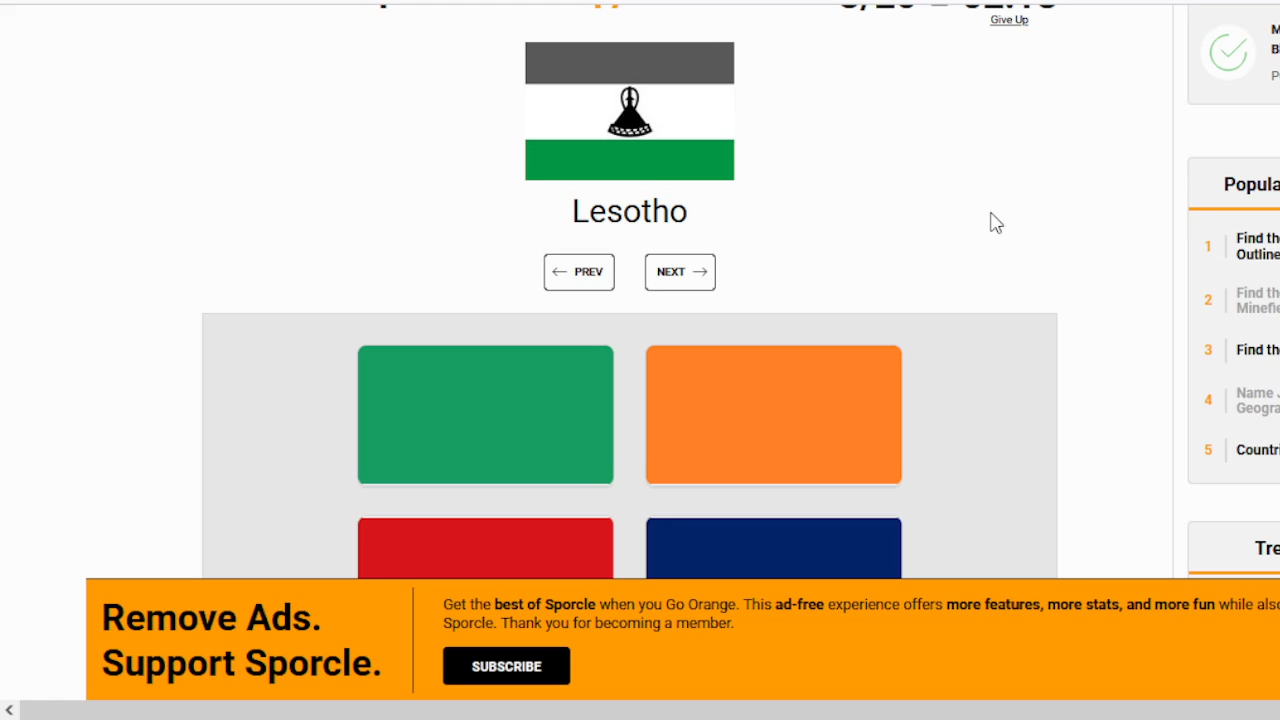 Give Up
Lesotho
← PREV
NEXT →
Popula
1
Find th
Outline
2
Find th
Minefie
3
Find th
4
Name J
Geogra
5
Countri
Tre
Remove Ads.
Support Sporcle.
Get the best of Sporcle when you Go Orange. This ad-free experience offers more features, more stats, and more fun while also
Sporcle. Thank you for becoming a member.
SUBSCRIBE